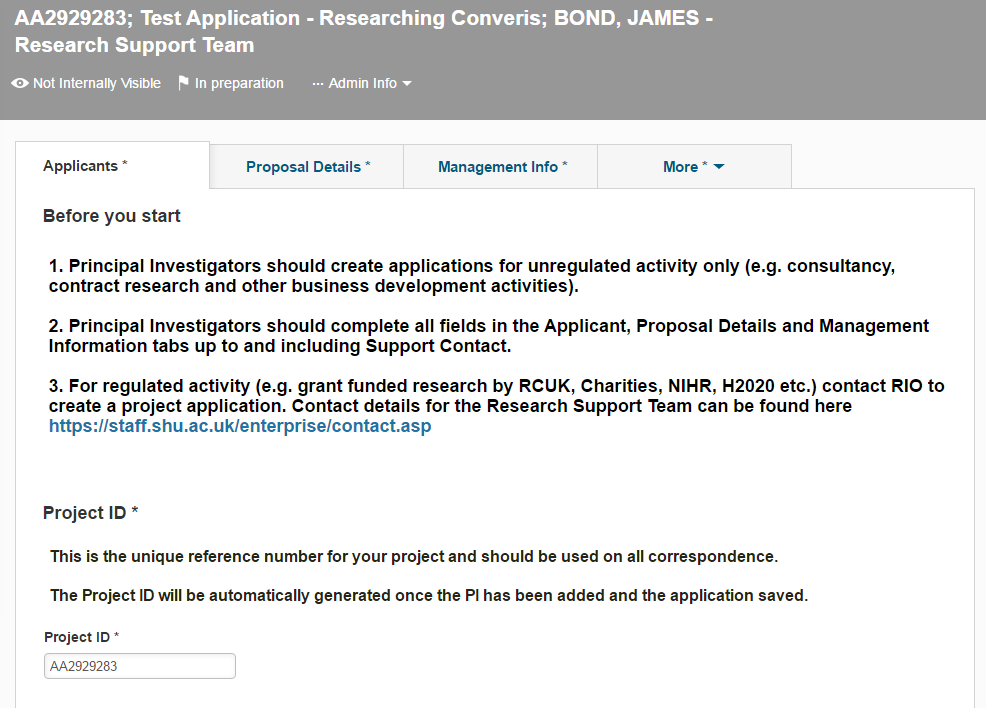 AA2929283; Test Application - Researching Converis; BOND, JAMES -
Research Support Team
Not Internally Visible In preparation ··· Admin Info
Applicants * Proposal Details * Management Info * More *
Before you start
1. Principal Investigators should create applications for unregulated activity only (e.g. consultancy,
contract research and other business development activities).
2. Principal Investigators should complete all fields in the Applicant, Proposal Details and Management
Information tabs up to and including Support Contact.
3. For regulated activity (e.g. grant funded research by RCUK, Charities, NIHR, H2020 etc.) contact RIO to
create a project application. Contact details for the Research Support Team can be found here
https://staff.shu.ac.uk/enterprise/contact.asp
Project ID *
This is the unique reference number for your project and should be used on all correspondence.
The Project ID will be automatically generated once the PI has been added and the application saved.
Project ID *
AA2929283